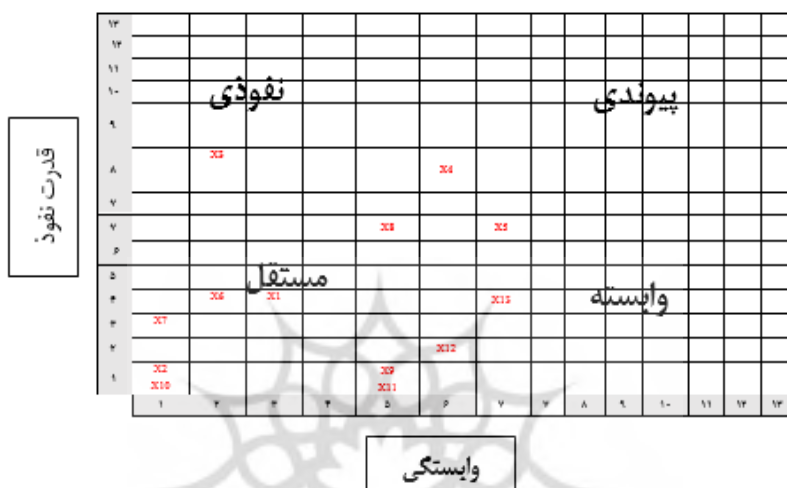 ۱۳
۱۲
۱۱
۱۰ نفوذی پیوندی
۹
۸ X3 X4
۷
۷ X8 X5
۶
۵ مستقل
۴ X6 X1 X13 وابسته
۳ X7
۲ X12
۱ X2 X9
X10 X11
۱ ۲ ۳ ۴ ۵ ۶ ۷ ۷ ۸ ۹ ۱۰ ۱۱ ۱۲ ۱۳
قدرت نفوذ
وابستگی